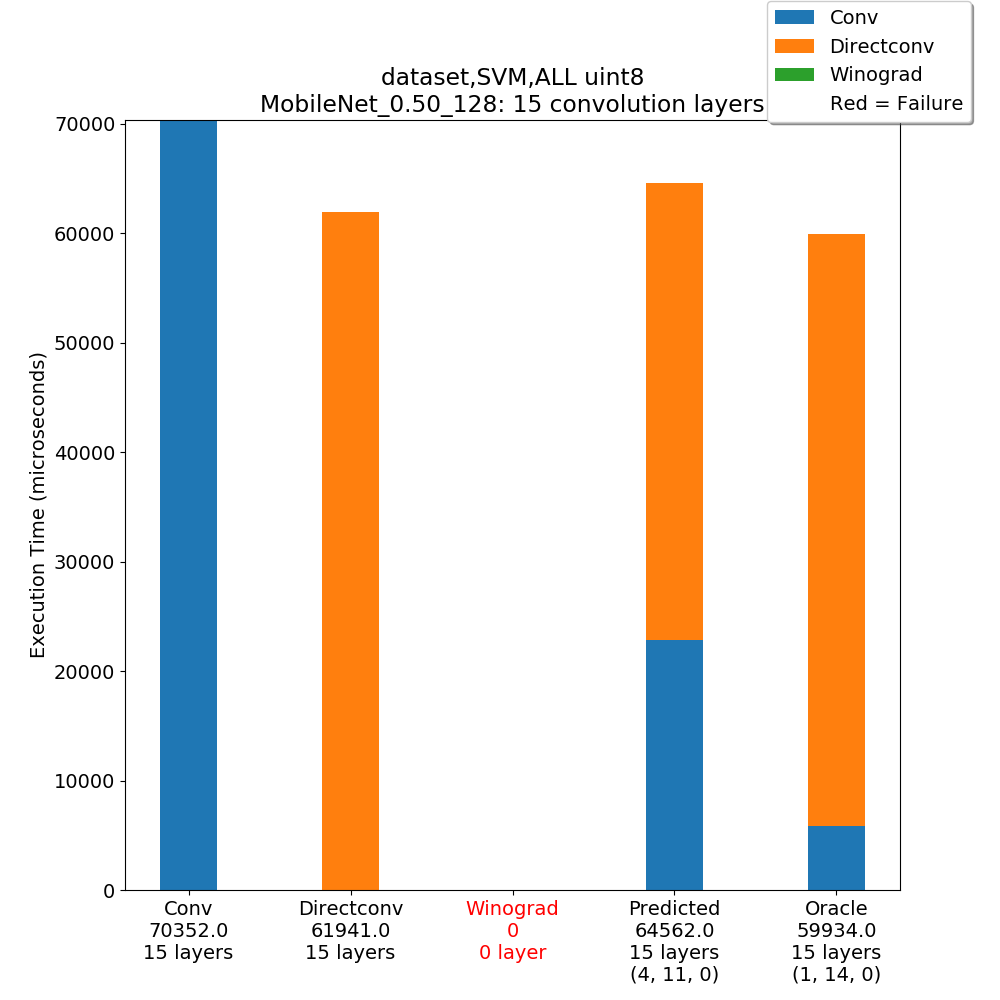 Conv
Directconv
Winograd
Red = Failure
dataset,SVM,ALL uint8
MobileNet_0.50_128: 15 convolution layers
Execution Time (microseconds)
70000
60000
50000
40000
30000
20000
10000
0
Conv
70352.0
15 layers
Directconv
61941.0
15 layers
Winograd
0
0 layer
Predicted
64562.0
15 layers
(4, 11, 0)
Oracle
59934.0
15 layers
(1, 14, 0)